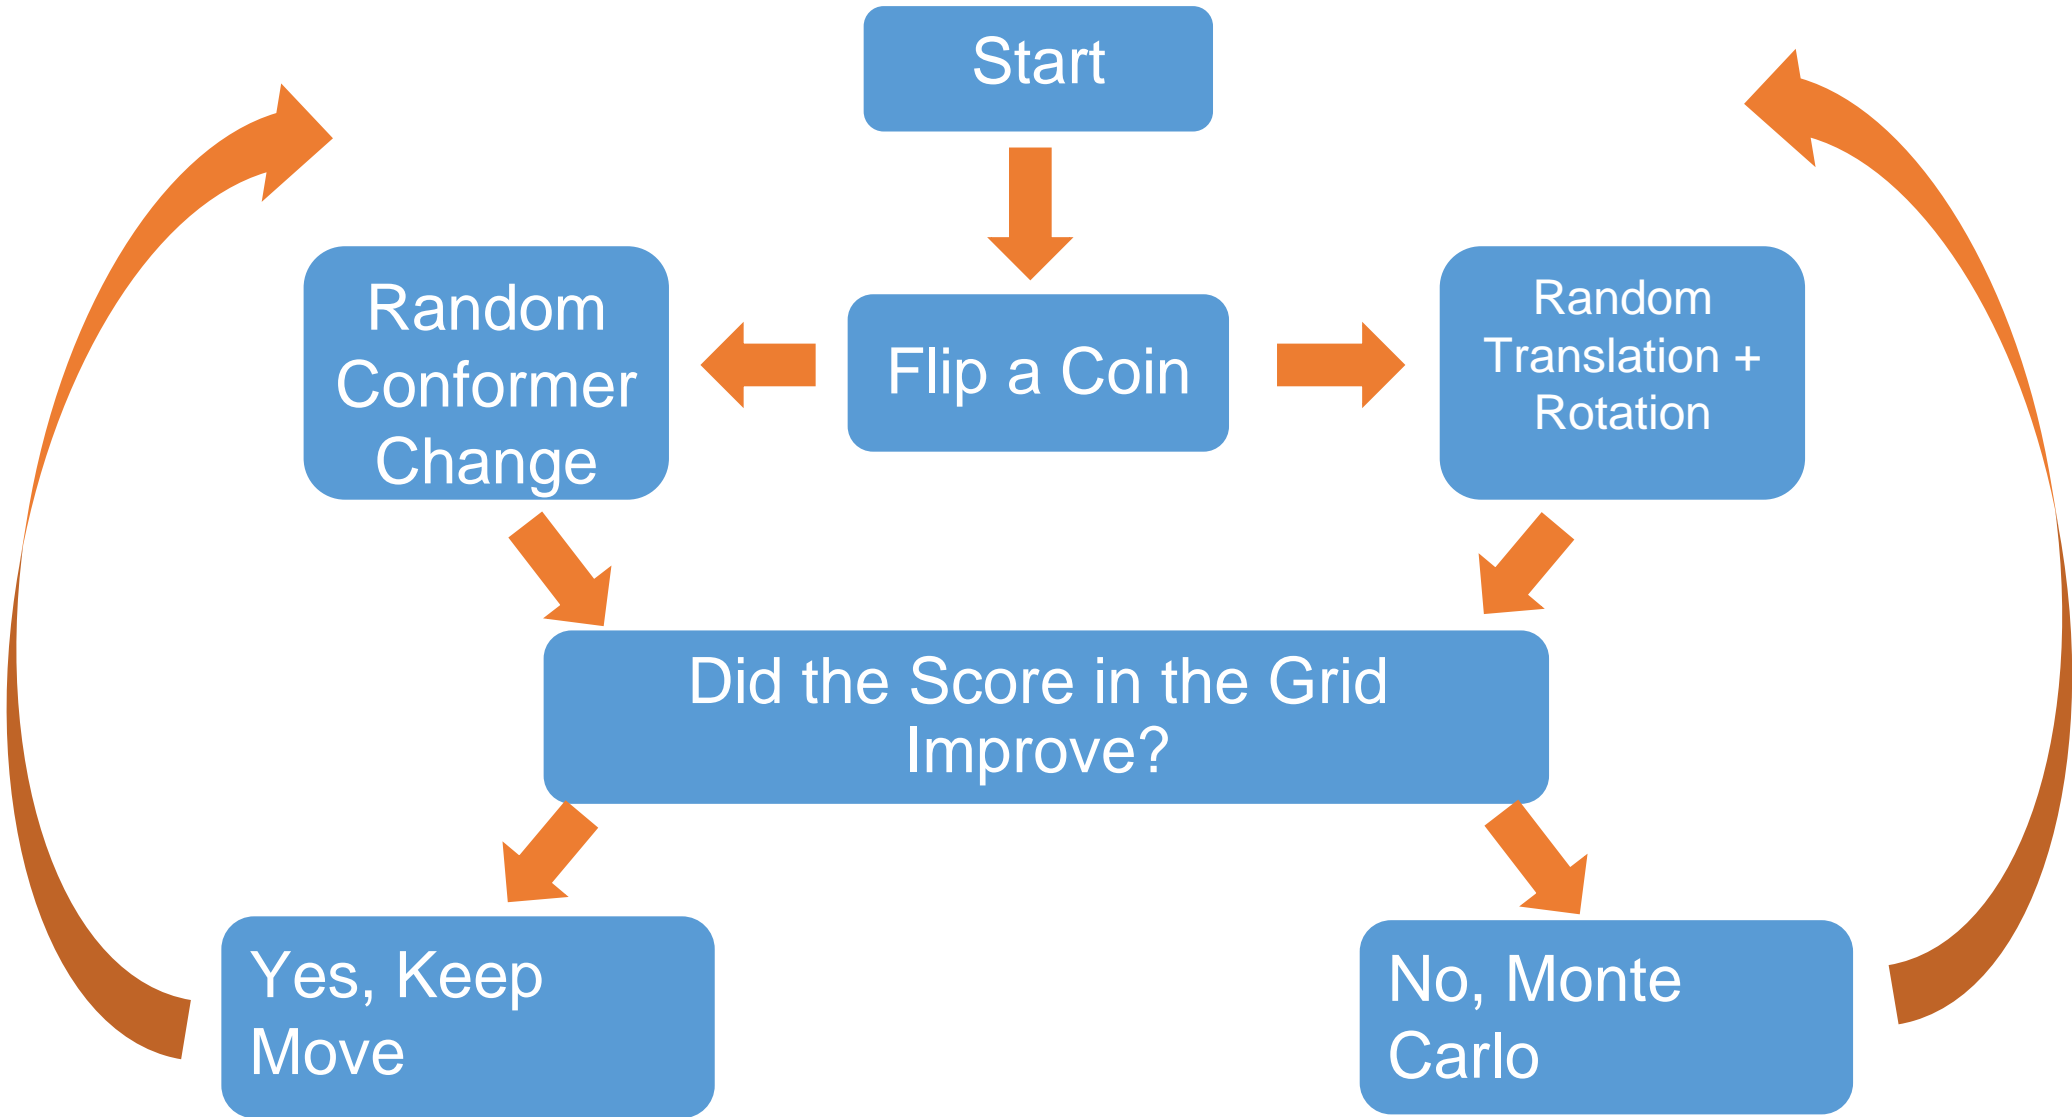 Start
Random
Conformer
Change
Flip a Coin
Random
Translation +
Rotation
Did the Score in the Grid
Improve?
Yes, Keep
Move
No, Monte
Carlo